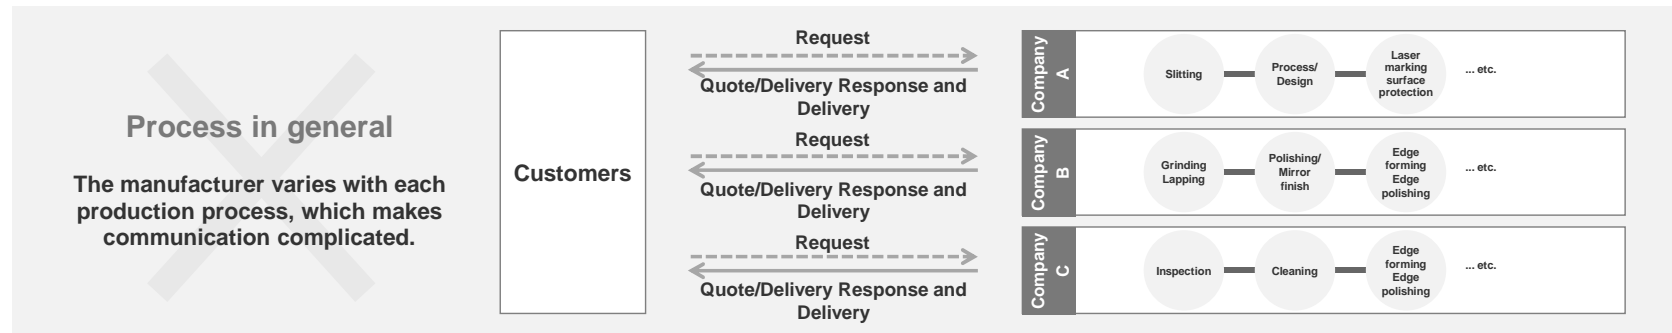 Process in general
The manufacturer varies with each
production process, which makes
communication complicated.
Customers
Request
Quote/Delivery Response and
Delivery
Request
Quote/Delivery Response and
Delivery
Request
Quote/Delivery Response and
Delivery
Company
A
Slitting
Process/
Design
Laser
marking
surface
protection
... etc.
Company
B
Grinding
Lapping
Polishing/
Mirror
finish
Edge
forming
Edge
polishing
... etc.
Company
C
Inspection
Cleaning
Edge
forming
Edge
polishing
... etc.